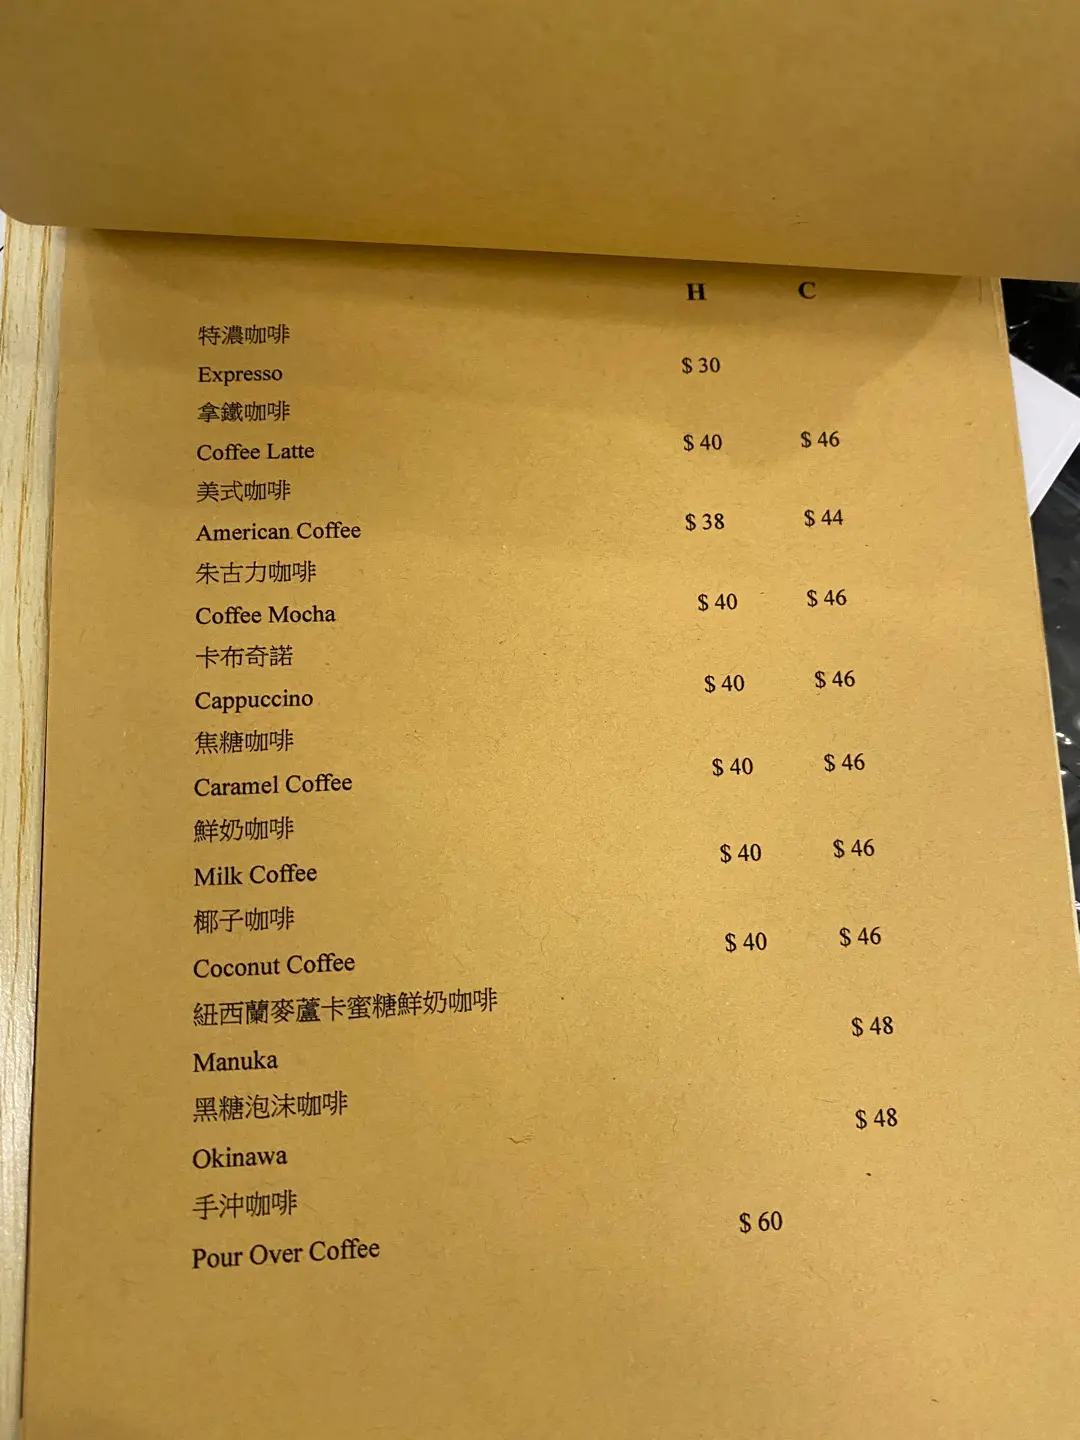 H C
特濃咖啡
Expresso $ 30
拿鐵咖啡
Coffee Latte $ 40 $ 46
美式咖啡
American Coffee $ 38 $ 44
朱古力咖啡
Coffee Mocha $ 40 $ 46
卡布奇諾
Cappuccino $ 40 $ 46
焦糖咖啡
Caramel Coffee $ 40 $ 46
鮮奶咖啡
Milk Coffee $ 40 $ 46
椰子咖啡
Coconut Coffee $ 40 $ 46
紐西蘭麥蘆卡蜜糖鮮奶咖啡
Manuka $ 48
黑糖泡沫咖啡
Okinawa $ 48
手沖咖啡
Pour Over Coffee $ 60